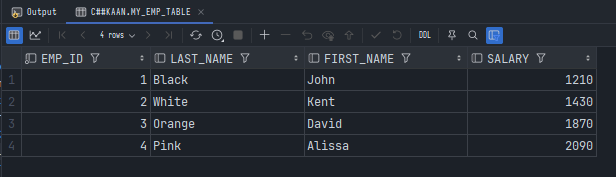 Output C##KAAN.MY_EMP_TABLE
4 rows DDL
EMP_ID LAST_NAME FIRST_NAME SALARY
1 1 Black John 1210
2 2 White Kent 1430
3 3 Orange David 1870
4 4 Pink Alissa 2090